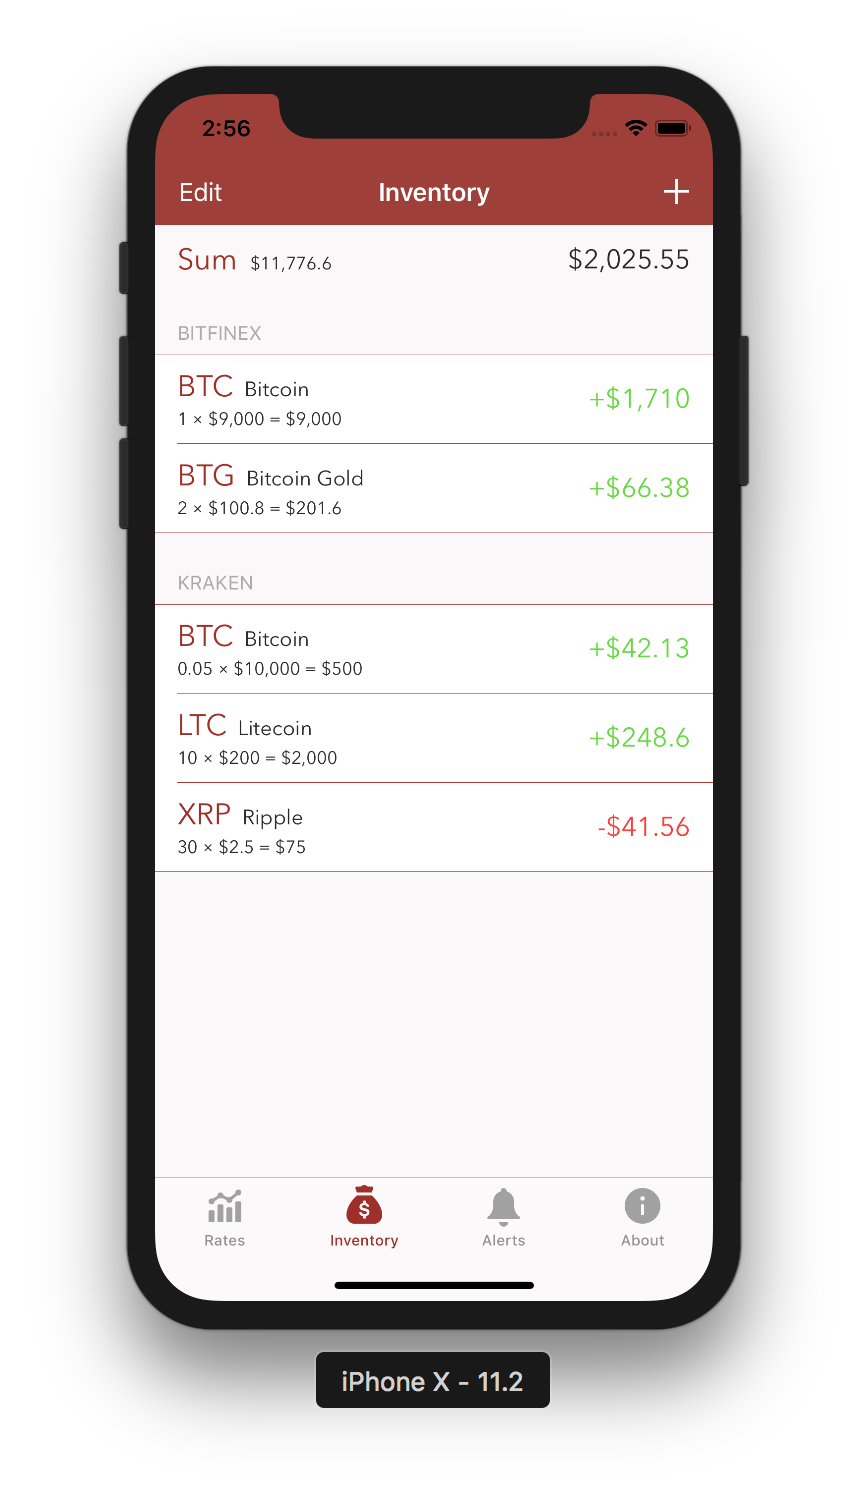 2:56
Edit Inventory +
Sum $11,776.6 $2,025.55
BITFINEX
BTC Bitcoin +$1,710
1 × $9,000 = $9,000
BTG Bitcoin Gold +$66.38
2 × $100.8 = $201.6
KRAKEN
BTC Bitcoin +$42.13
0.05 × $10,000 = $500
LTC Litecoin +$248.6
10 × $200 = $2,000
XRP Ripple -$41.56
30 × $2.5 = $75
Rates Inventory Alerts About
iPhone X - 11.2